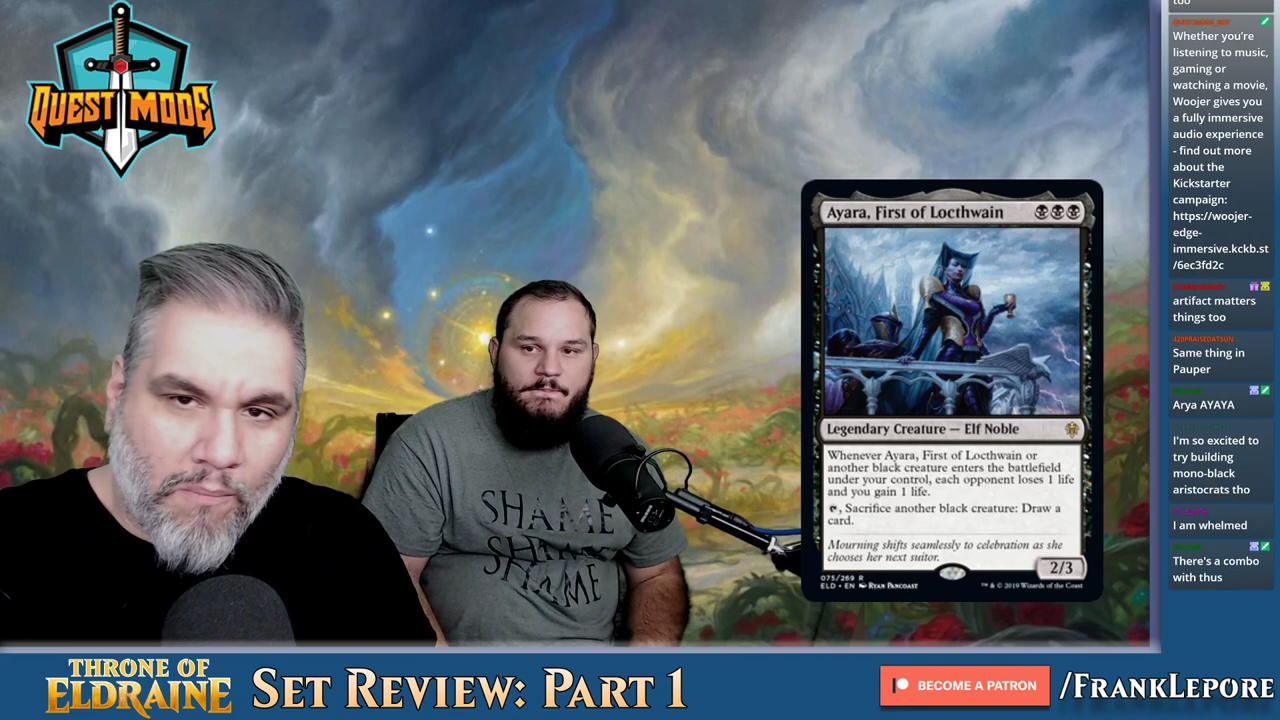 QUEST MODE
Ayara, First of Locthwain
Legendary Creature — Elf Noble
Whenever Ayara, First of Locthwain or
another black creature enters the battlefield
under your control, each opponent loses 1 life
and you gain 1 life.
, Sacrifice another black creature: Draw a
card.
Mourning shifts seamlessly to celebration as she
chooses her next suitor.
2/3
075/269 R
ELD • EN Ryan Pancoast
™ & © 2019 Wizards of the Coast
SHAME
SHAME
SHAME
too
Whether you're
listening to music,
gaming or
watching a movie,
Woojer gives you
a fully immersive
audio experience
- find out more
about the
Kickstarter
campaign:
https://woojer-
edge-
immersive.kckb.st
/6ec3fd2c
artifact matters
things too
420PRAISEDATSUN
Same thing in
Pauper
Arya AYAYA
I'm so excited to
try building
mono-black
aristocrats tho
I am whelmed
There's a combo
with thus
THRONE OF
ELDRAINE
SET REVIEW: PART 1
BECOME A PATRON
/FRANKLEPORE